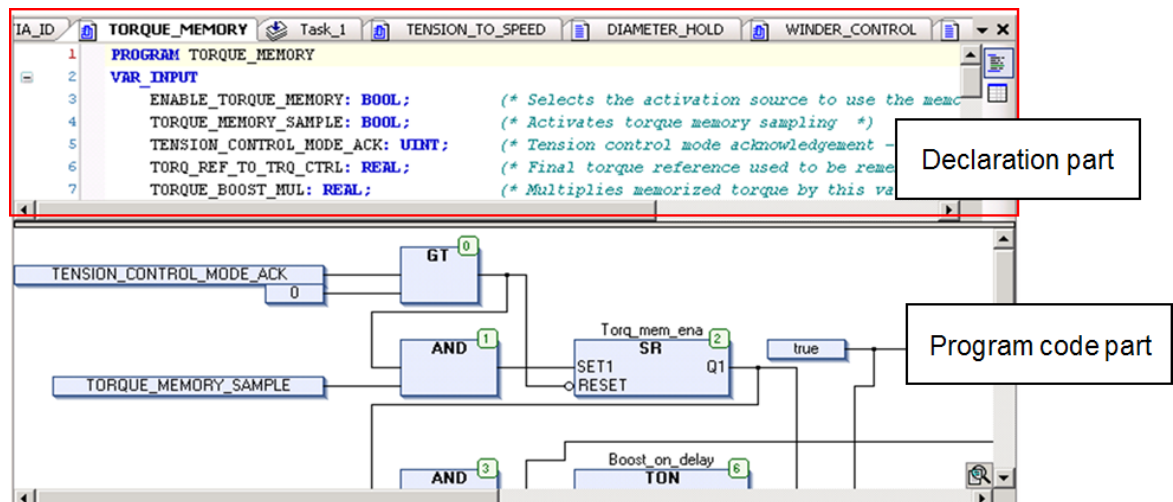 IA_ID TORQUE_MEMORY Task_1 TENSION_TO_SPEED DIAMETER_HOLD WINDER_CONTROL
1 PROGRAM TORQUE_MEMORY
2 VAR_INPUT
3 ENABLE_TORQUE_MEMORY: BOOL; (* Selects the activation source to use the memo
4 TORQUE_MEMORY_SAMPLE: BOOL; (* Activates torque memory sampling *)
5 TENSION_CONTROL_MODE_ACK: UINT; (* Tension control mode acknowledgement -
6 TORQ_REF_TO_TRQ_CTRL: REAL; (* Final torque reference used to be reme
7 TORQUE_BOOST_MUL: REAL; (* Multiplies memorized torque by this va
Declaration part
GT 0
TENSION_CONTROL_MODE_ACK
0
Torq_mem_ena
AND 1
SR 2
true
Program code part
SET1 Q1
TORQUE_MEMORY_SAMPLE
RESET
Boost_on_delay
AND 3
TON 6